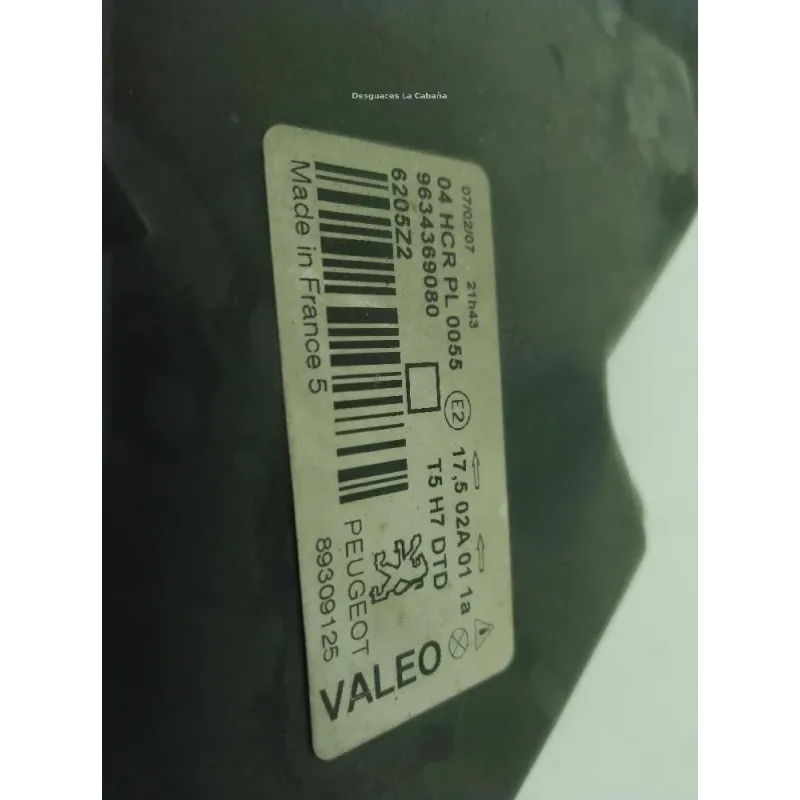 Desguaces La Cabaña
07/02/07 21h43
04 HCR PL 0055 E2 17,5 02A 01 1a
9634369080 T5 H7 DTD
6205Z2
PEUGEOT
Made in France 5 89309125
VALEO